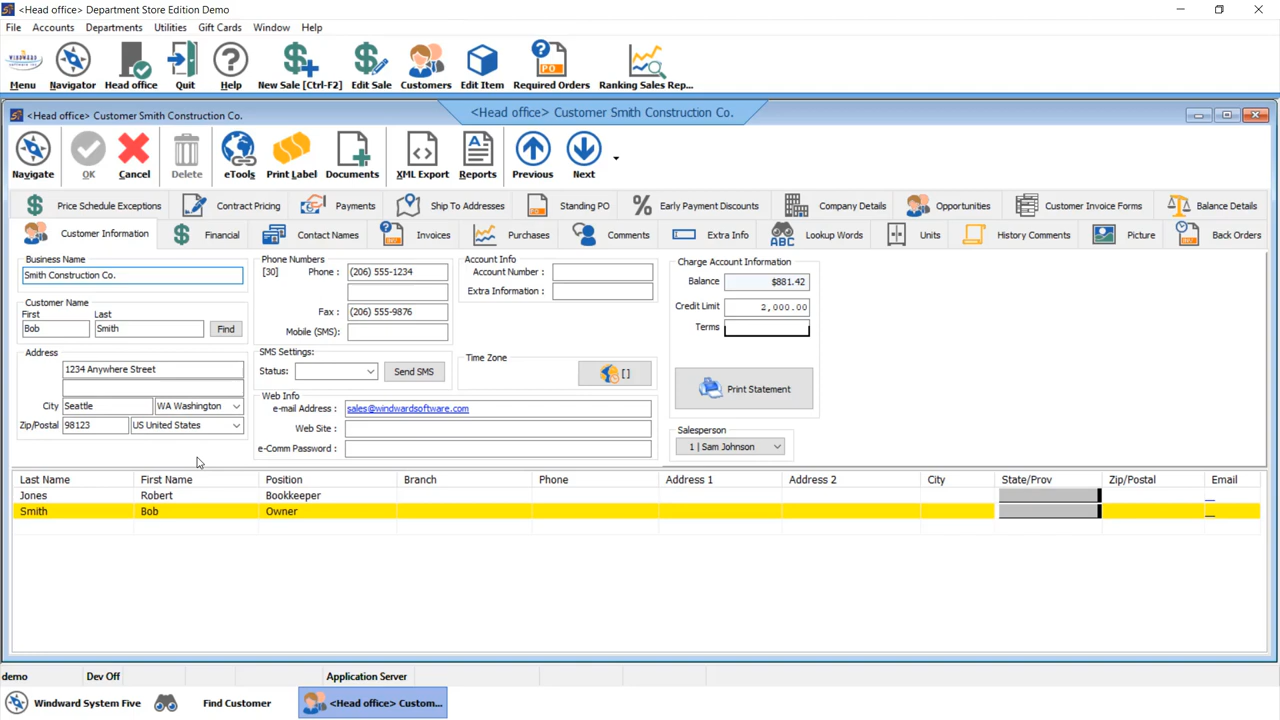 <Head office> Department Store Edition Demo
File Accounts Departments Utilities Gift Cards Window Help
Menu Navigator Head office Quit Help New Sale [Ctrl-F2] Edit Sale Customers Edit Item Required Orders Ranking Sales Rep...
<Head office> Customer Smith Construction Co.
<Head office> Customer Smith Construction Co.
Navigate OK Cancel Delete eTools Print Label Documents XML Export Reports Previous Next
Price Schedule Exceptions Contract Pricing Payments Ship To Addresses Standing PO Early Payment Discounts Company Details Opportunities Customer Invoice Forms Balance Details
Customer Information Financial Contact Names Invoices Purchases Comments Extra Info Lookup Words Units History Comments Picture Back Orders
Business Name
Smith Construction Co.
Customer Name
First Last
Bob Smith Find
Address
1234 Anywhere Street
City Seattle WA Washington
Zip/Postal 98123 US United States
Phone Numbers
[30] Phone : (206) 555-1234
Fax : (206) 555-9876
Mobile (SMS):
SMS Settings:
Status: Send SMS
Web Info
e-mail Address : sales@windwardsoftware.com
Web Site :
e-Comm Password :
Account Info
Account Number :
Extra Information :
Time Zone
[]
Charge Account Information
Balance $881.42
Credit Limit 2,000.00
Terms
Print Statement
Salesperson
1 | Sam Johnson
Last Name First Name Position Branch Phone Address 1 Address 2 City State/Prov Zip/Postal Email
Jones Robert Bookkeeper
Smith Bob Owner
demo Dev Off Application Server
Windward System Five Find Customer <Head office> Custom...